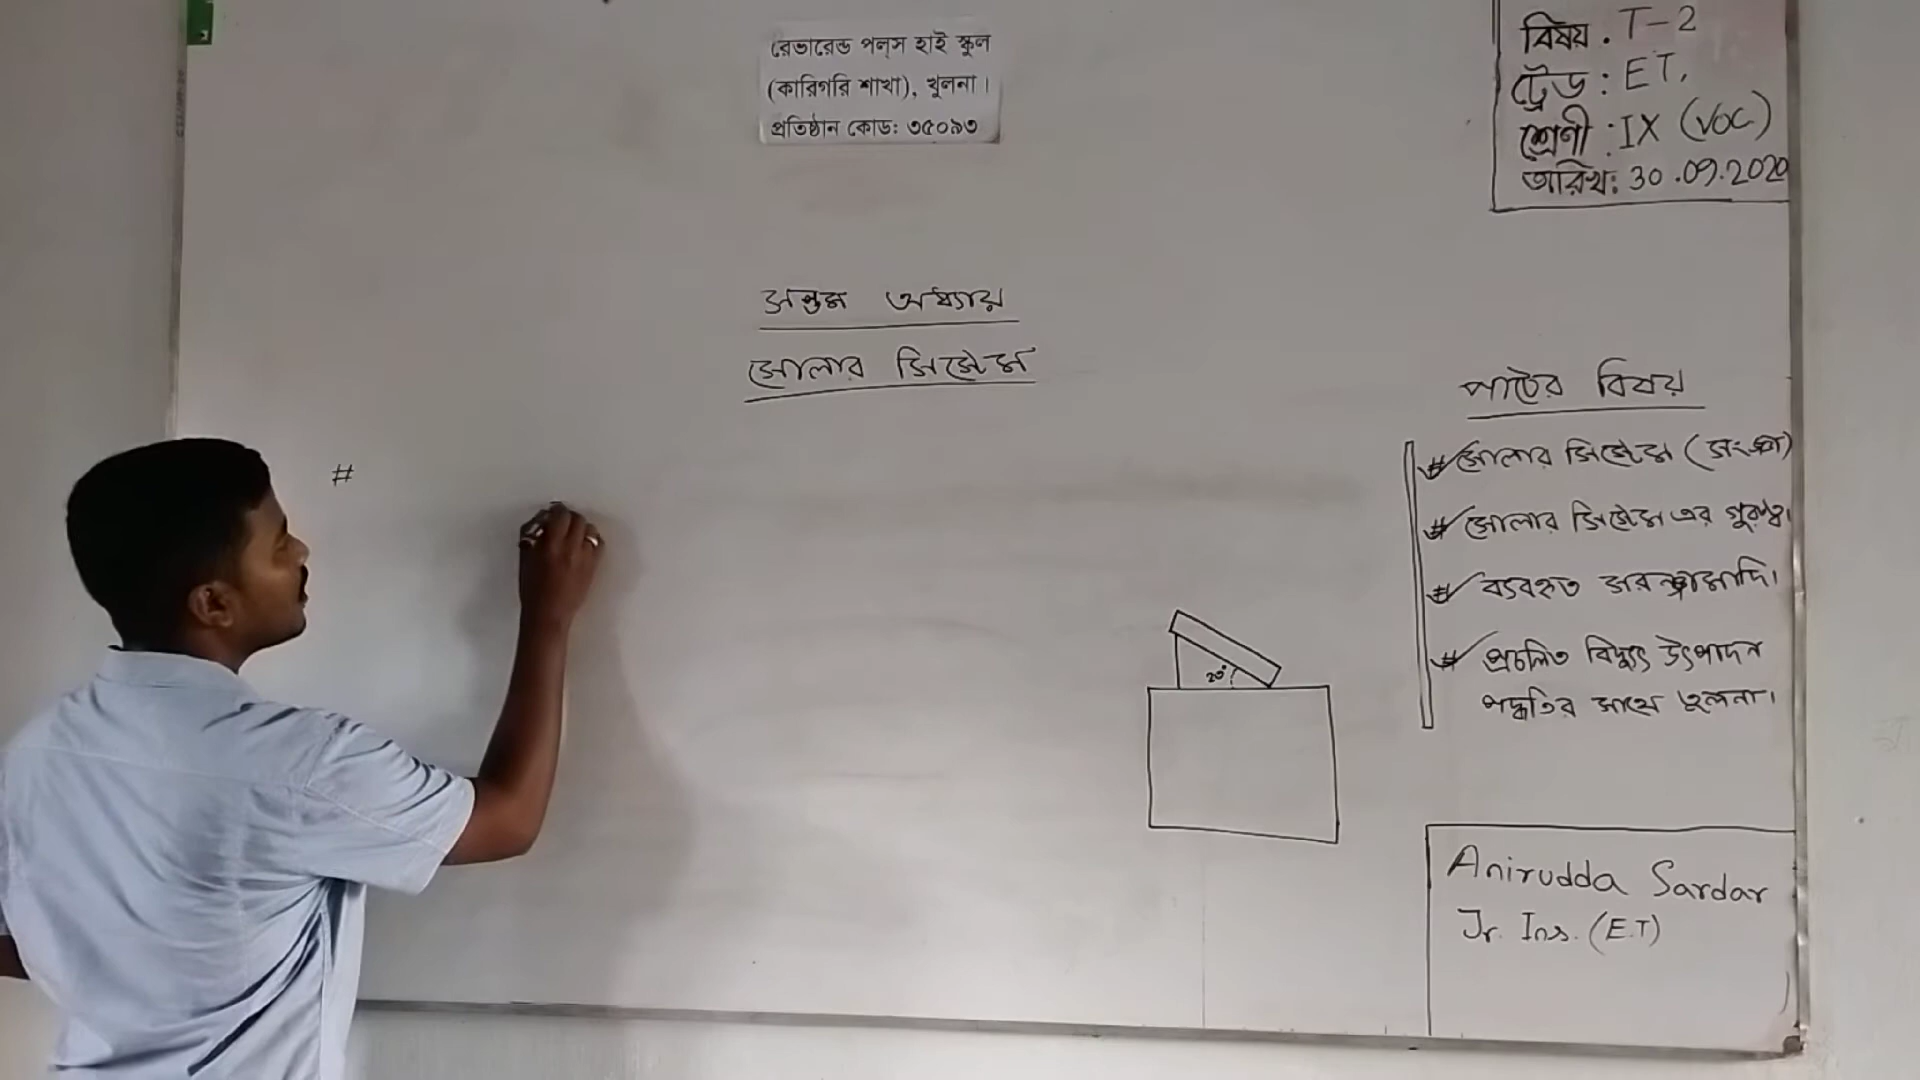 রেভারেন্ড পল্‌স হাই স্কুল
(কারিগরি শাখা), খুলনা।
প্রতিষ্ঠান কোড: ৩৫০৯৩
বিষয় . T-2
ট্রেড : ET.
শ্রেণী : IX (VOC)
তারিখ: 30.09.2020
সপ্তম অধ্যায়
সোলার সিস্টেম
#
20°
পাঠের বিষয়
# সোলার সিস্টেম (সংজ্ঞা)
# সোলার সিস্টেম এর গুরুত্ব।
# ব্যবহৃত সরঞ্জামাদি।
# প্রচলিত বিদ্যুৎ উৎপাদন
পদ্ধতির সাথে তুলনা।
Anirudda Sardar
Jr. Ins. (E.T)